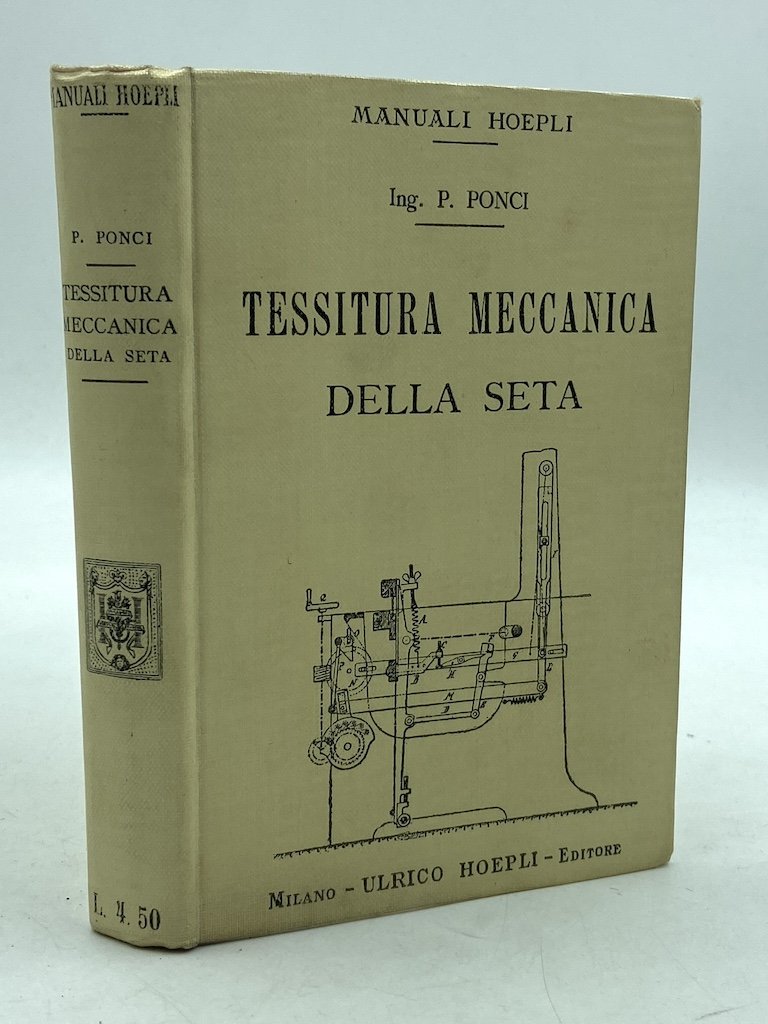 MANUALI HOEPLI
P. PONCI
TESSITURA
MECCANICA
DELLA SETA
L. 4. 50
MANUALI HOEPLI
Ing. P. PONCI
TESSITURA MECCANICA
DELLA SETA
MILANO - ULRICO HOEPLI - EDITORE